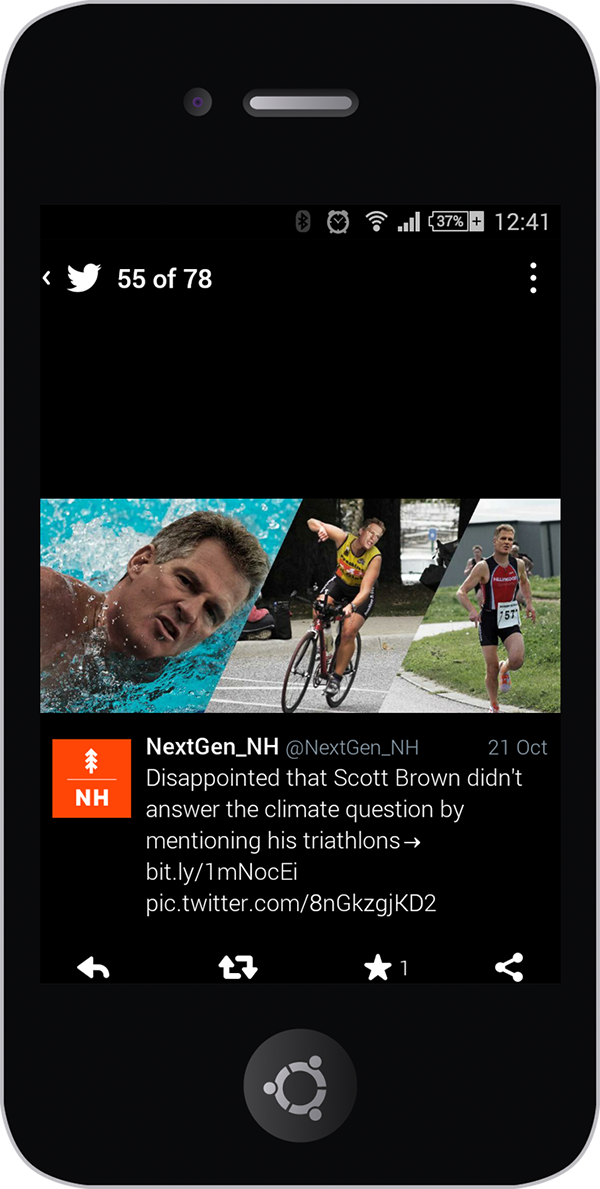 37% 12:41
55 of 78
157
NextGen_NH @NextGen_NH 21 Oct
NH
Disappointed that Scott Brown didn't
answer the climate question by
mentioning his triathlons→
bit.ly/1mNocEi
pic.twitter.com/8nGkzgjKD2
1